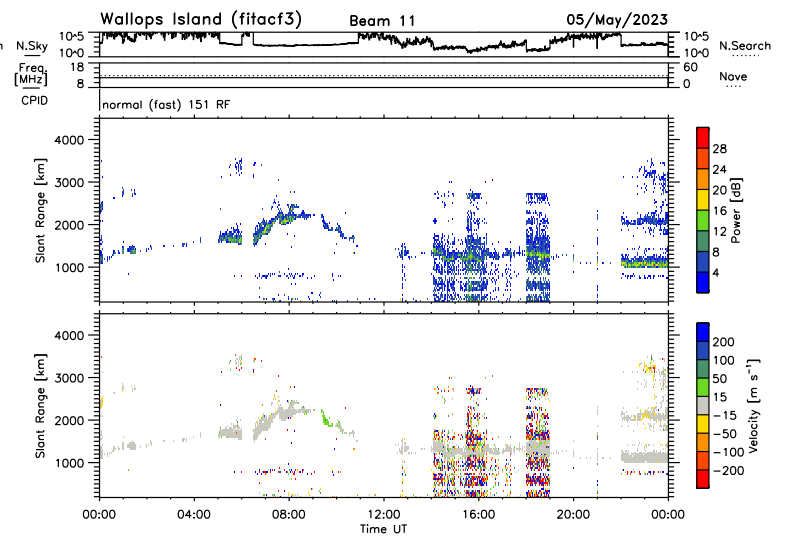 Wallops Island (fitacf3) Beam 11 05/May/2023
n N.Sky 10^5 10^0 10^5 10^0 N.Search
Freq. [MHz] 18 8 60 0 Nave
CPID normal (fast) 151 RF
Slant Range [km]
4000
3000
2000
1000
Power [dB]
28
24
20
16
12
8
4
Slant Range [km]
4000
3000
2000
1000
Velocity [m s⁻¹]
200
100
50
15
−15
−50
−100
−200
00:00 04:00 08:00 12:00 16:00 20:00 00:00
Time UT